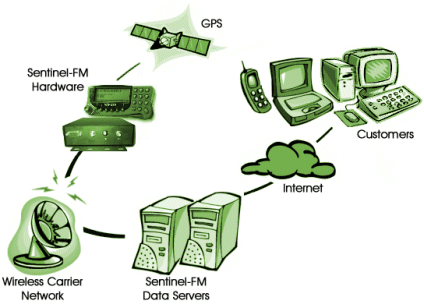 GPS
Sentinel-FM
Hardware
Customers
Internet
Wireless Carrier
Network
Sentinel-FM
Data Servers